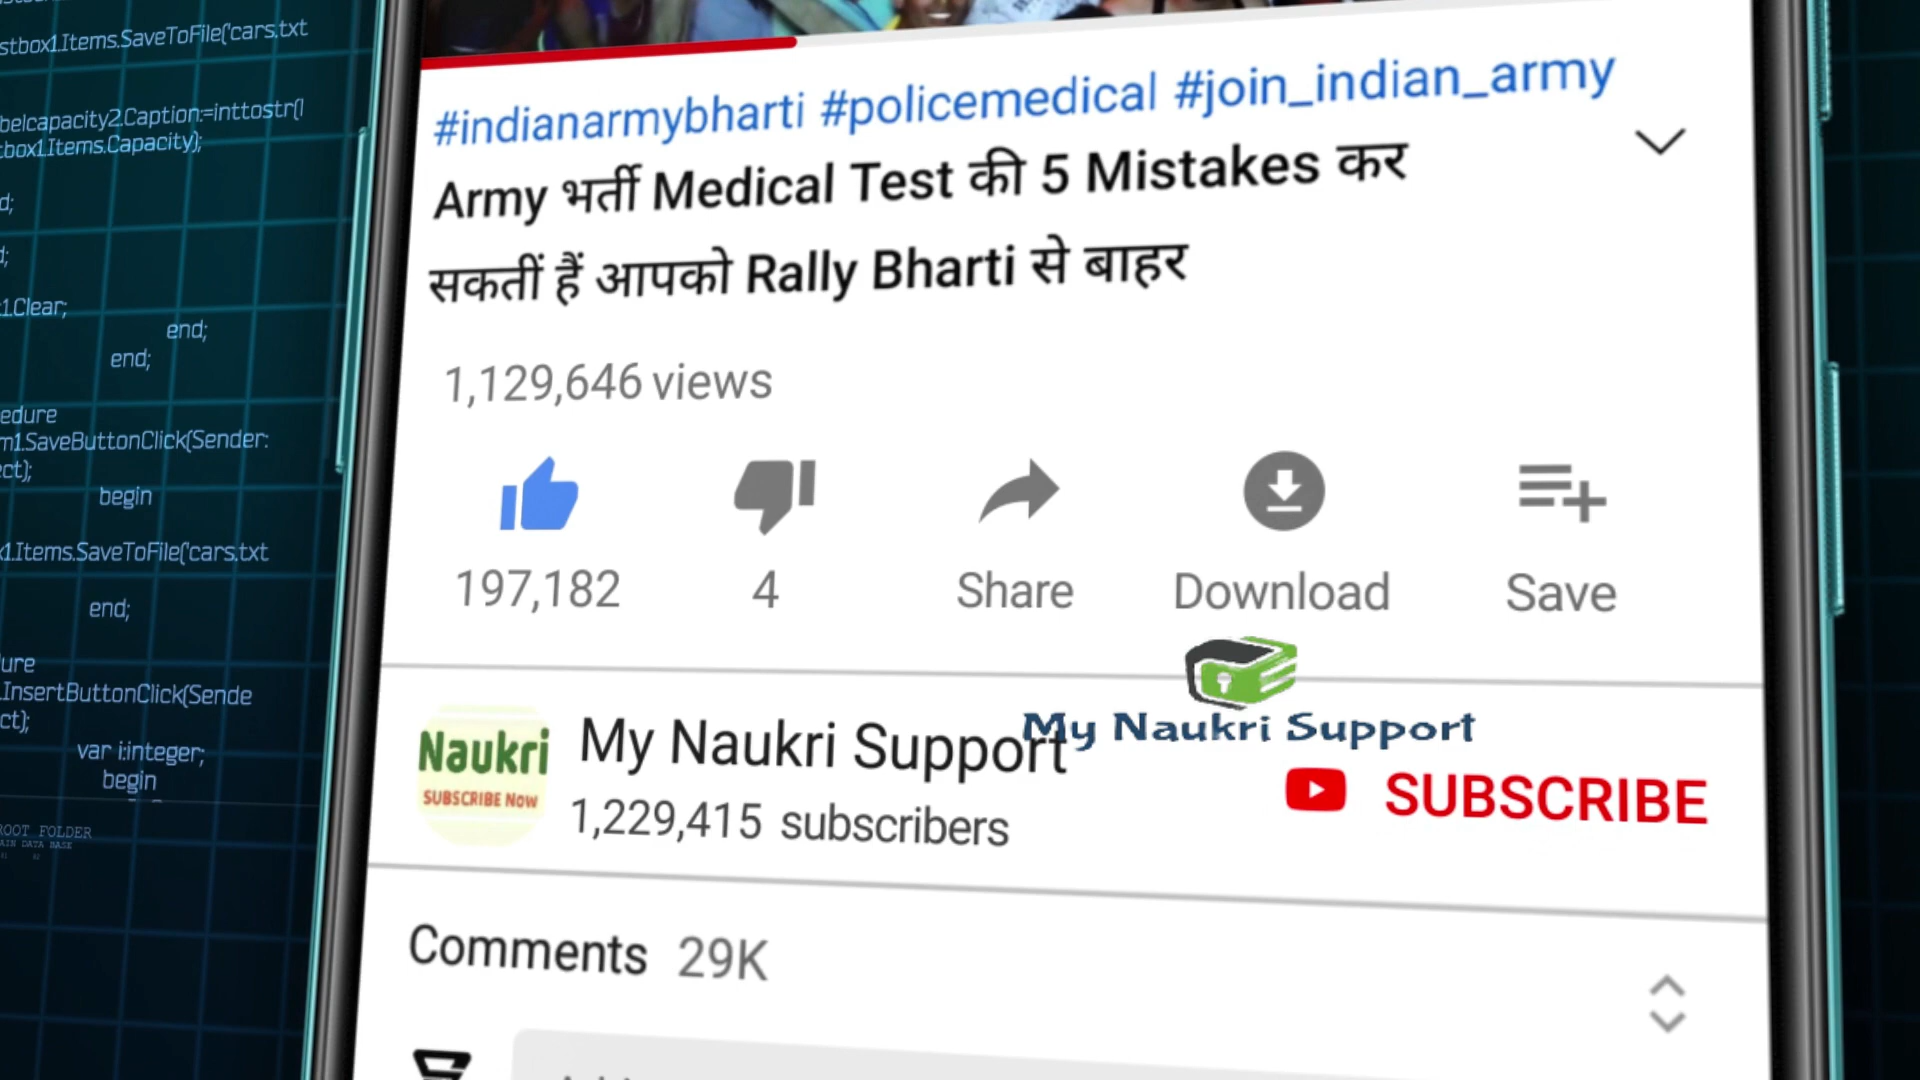 stbox1.Items.SaveToFile('cars.txt
belcapacity2.Caption:=inttostr(l
tbox1.Items.Capacity);
d;
d;
1.Clear;
end;
end;
edure
m1.SaveButtonClick(Sender:
ect);
begin
x1.Items.SaveToFile('cars.txt
end;
ure
.InsertButtonClick(Sende
ct);
var i:integer;
begin
ROOT FOLDER
AIN DATA BASE
#indianarmybharti #policemedical #join_indian_army
Army भर्ती Medical Test की 5 Mistakes कर
सकतीं हैं आपको Rally Bharti से बाहर
1,129,646 views
197,182
4
Share
Download
Save
My Naukri Support
Naukri
SUBSCRIBE Now
My Naukri Support
1,229,415 subscribers
SUBSCRIBE
Comments 29K